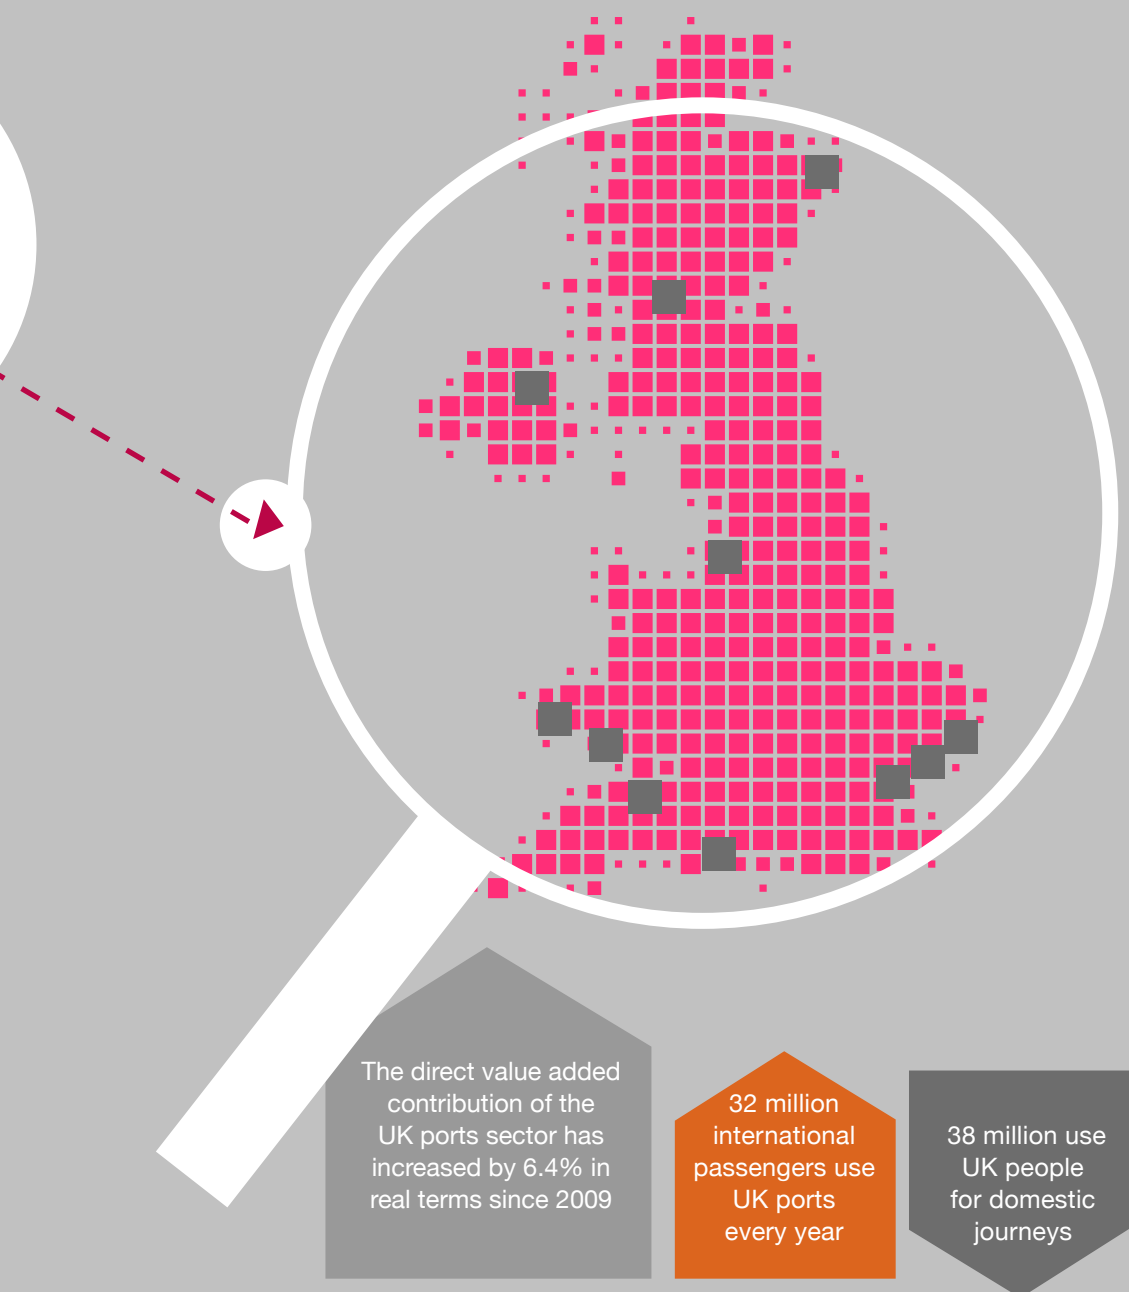 The direct value added
contribution of the
UK ports sector has
increased by 6.4% in
real terms since 2009
32 million
international
passengers use
UK ports
every year
38 million use
UK people
for domestic
journeys